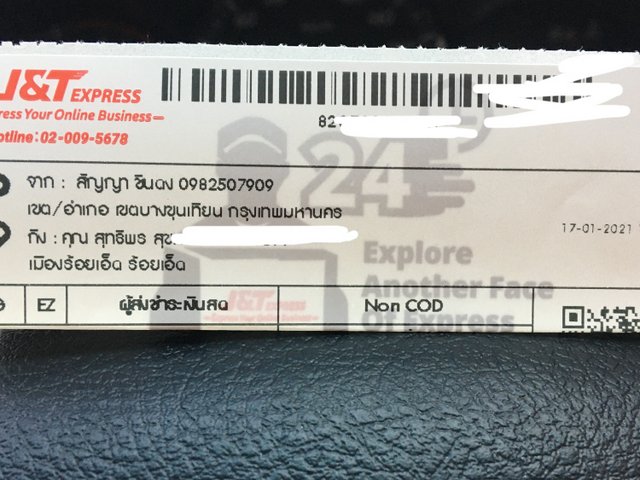 J&T EXPRESS
ress Your Online Business
otline: 02-009-5678
จาก : สัญญา ชินดง 0982507909
เขต/อำเภอ เขตบางขุนเทียน กรุงเทพมหานคร
ถึง : คุณ สุทธิพร
เมืองร้อยเอ็ด ร้อยเอ็ด
17-01-2021
24
Explore
Another Face
Of Express
EZ
ผู้ส่งชำระเงินสด
Non COD
J&T EXPRESS
Express Your Online Business